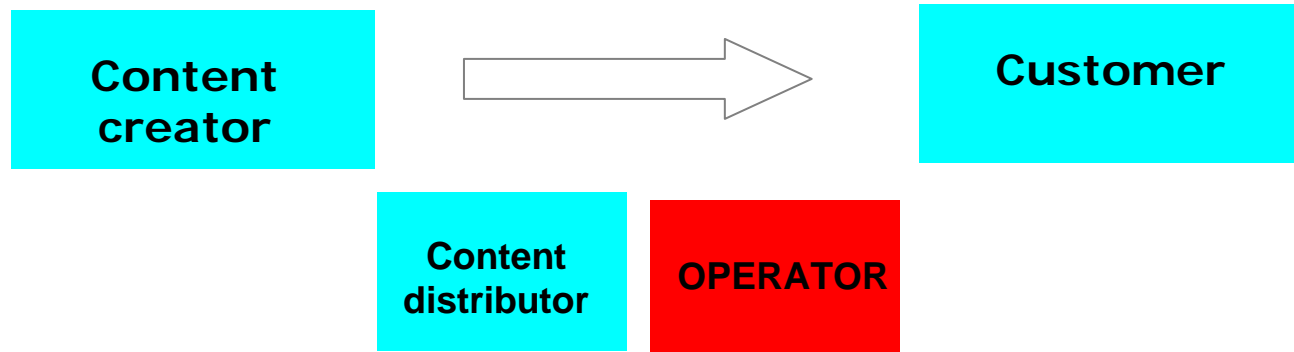 Content
creator
Customer
Content
distributor
OPERATOR